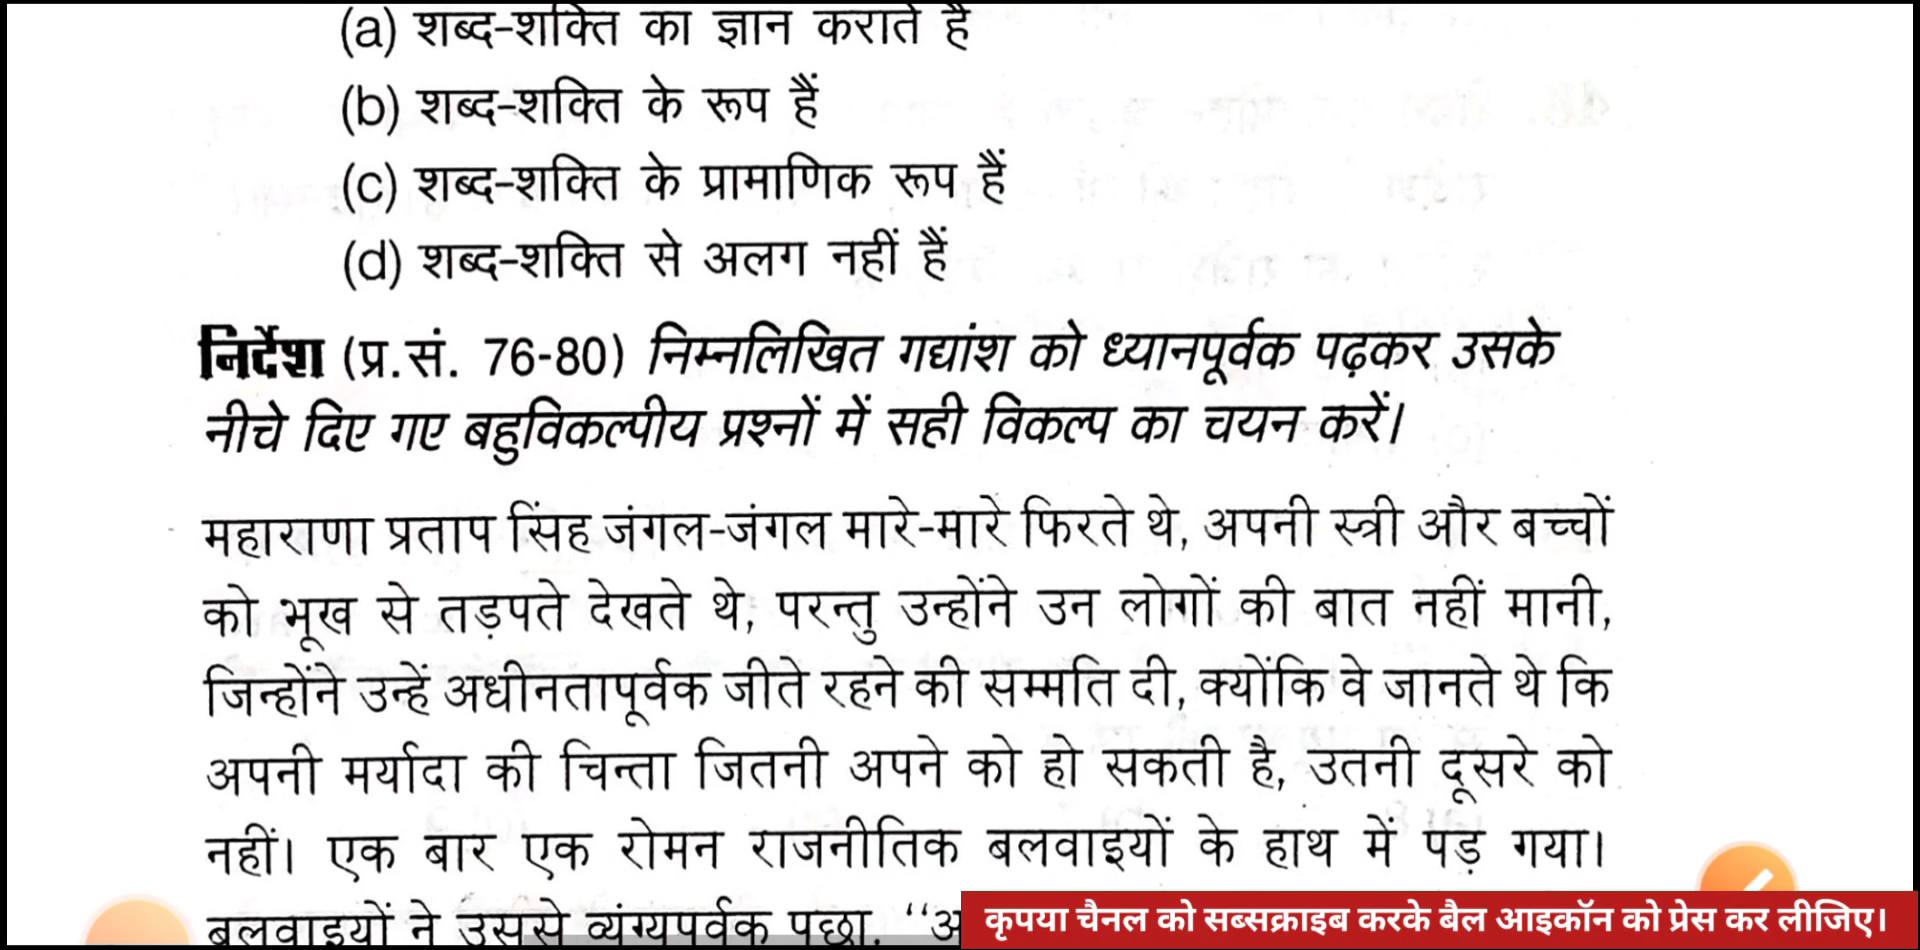 (a) शब्द-शक्ति का ज्ञान कराते हैं
(b) शब्द-शक्ति के रूप हैं
(c) शब्द-शक्ति के प्रामाणिक रूप हैं
(d) शब्द-शक्ति से अलग नहीं हैं
निर्देश (प्र.सं. 76-80) निम्नलिखित गद्यांश को ध्यानपूर्वक पढ़कर उसके
नीचे दिए गए बहुविकल्पीय प्रश्नों में सही विकल्प का चयन करें।
महाराणा प्रताप सिंह जंगल-जंगल मारे-मारे फिरते थे, अपनी स्त्री और बच्चों
को भूख से तड़पते देखते थे, परन्तु उन्होंने उन लोगों की बात नहीं मानी,
जिन्होंने उन्हें अधीनतापूर्वक जीते रहने की सम्मति दी, क्योंकि वे जानते थे कि
अपनी मर्यादा की चिन्ता जितनी अपने को हो सकती है, उतनी दूसरे को
नहीं। एक बार एक रोमन राजनीतिक बलवाइयों के हाथ में पड़ गया।
बलवाइयों ने उससे व्यंग्यपूर्वक पूछा, ‘‘अ
कृपया चैनल को सब्सक्राइब करके बैल आइकॉन को प्रेस कर लीजिए।